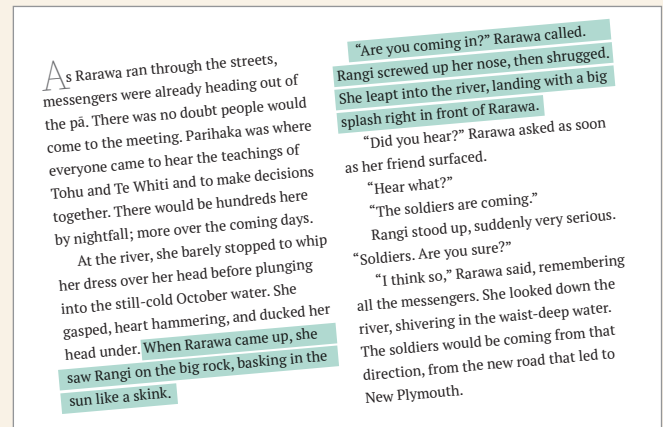 As Rarawa ran through the streets,
messengers were already heading out of
the pā. There was no doubt people would
come to the meeting. Parihaka was where
everyone came to hear the teachings of
Tohu and Te Whiti and to make decisions
together. There would be hundreds here
by nightfall; more over the coming days.
At the river, she barely stopped to whip
her dress over her head before plunging
into the still-cold October water. She
gasped, heart hammering, and ducked her
head under. When Rarawa came up, she
saw Rangi on the big rock, basking in the
sun like a skink.
“Are you coming in?” Rarawa called.
Rangi screwed up her nose, then shrugged.
She leapt into the river, landing with a big
splash right in front of Rarawa.
“Did you hear?” Rarawa asked as soon
as her friend surfaced.
“Hear what?”
“The soldiers are coming.”
Rangi stood up, suddenly very serious.
“Soldiers. Are you sure?”
“I think so,” Rarawa said, remembering
all the messengers. She looked down the
river, shivering in the waist-deep water.
The soldiers would be coming from that
direction, from the new road that led to
New Plymouth.